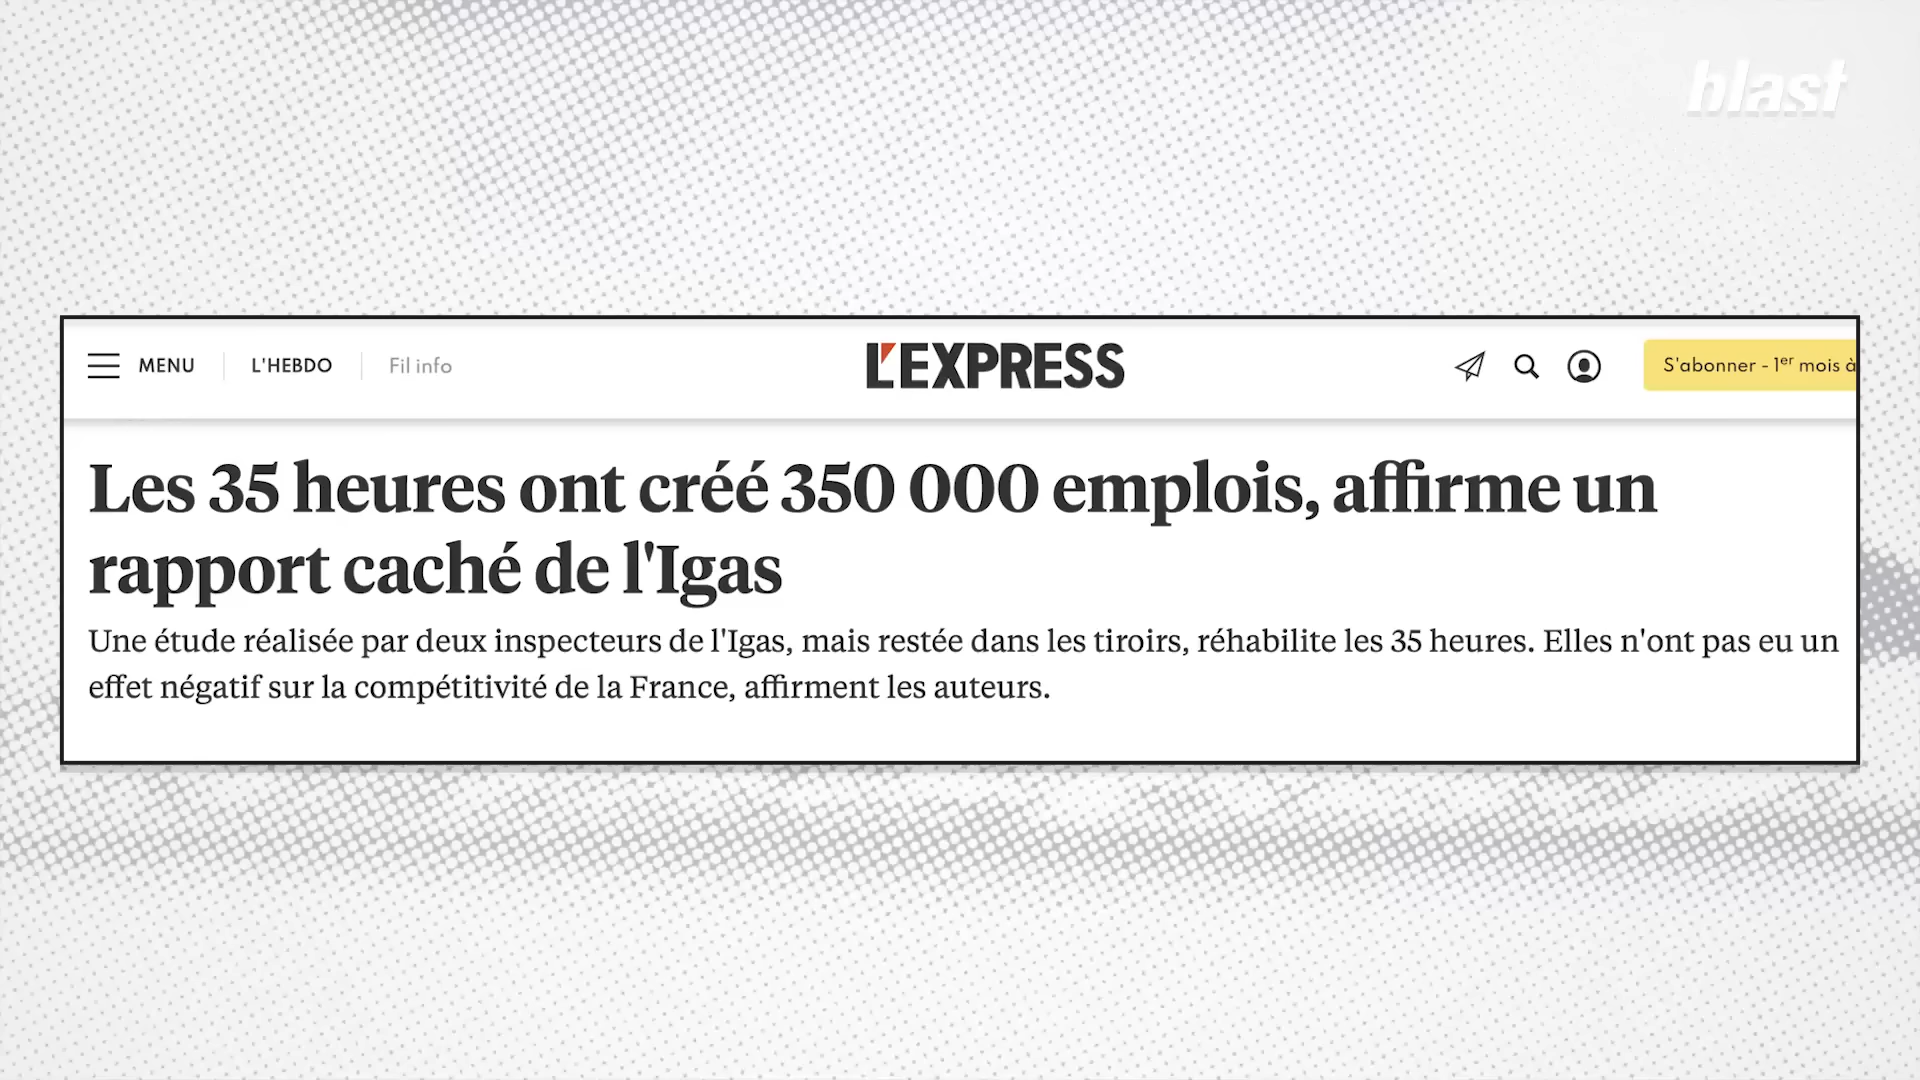 blast
MENU
L'HEBDO
Fil info
L'EXPRESS
S'abonner - 1er mois à
Les 35 heures ont créé 350 000 emplois, affirme un
rapport caché de l'Igas
Une étude réalisée par deux inspecteurs de l'Igas, mais restée dans les tiroirs, réhabilite les 35 heures. Elles n'ont pas eu un
effet négatif sur la compétitivité de la France, affirment les auteurs.